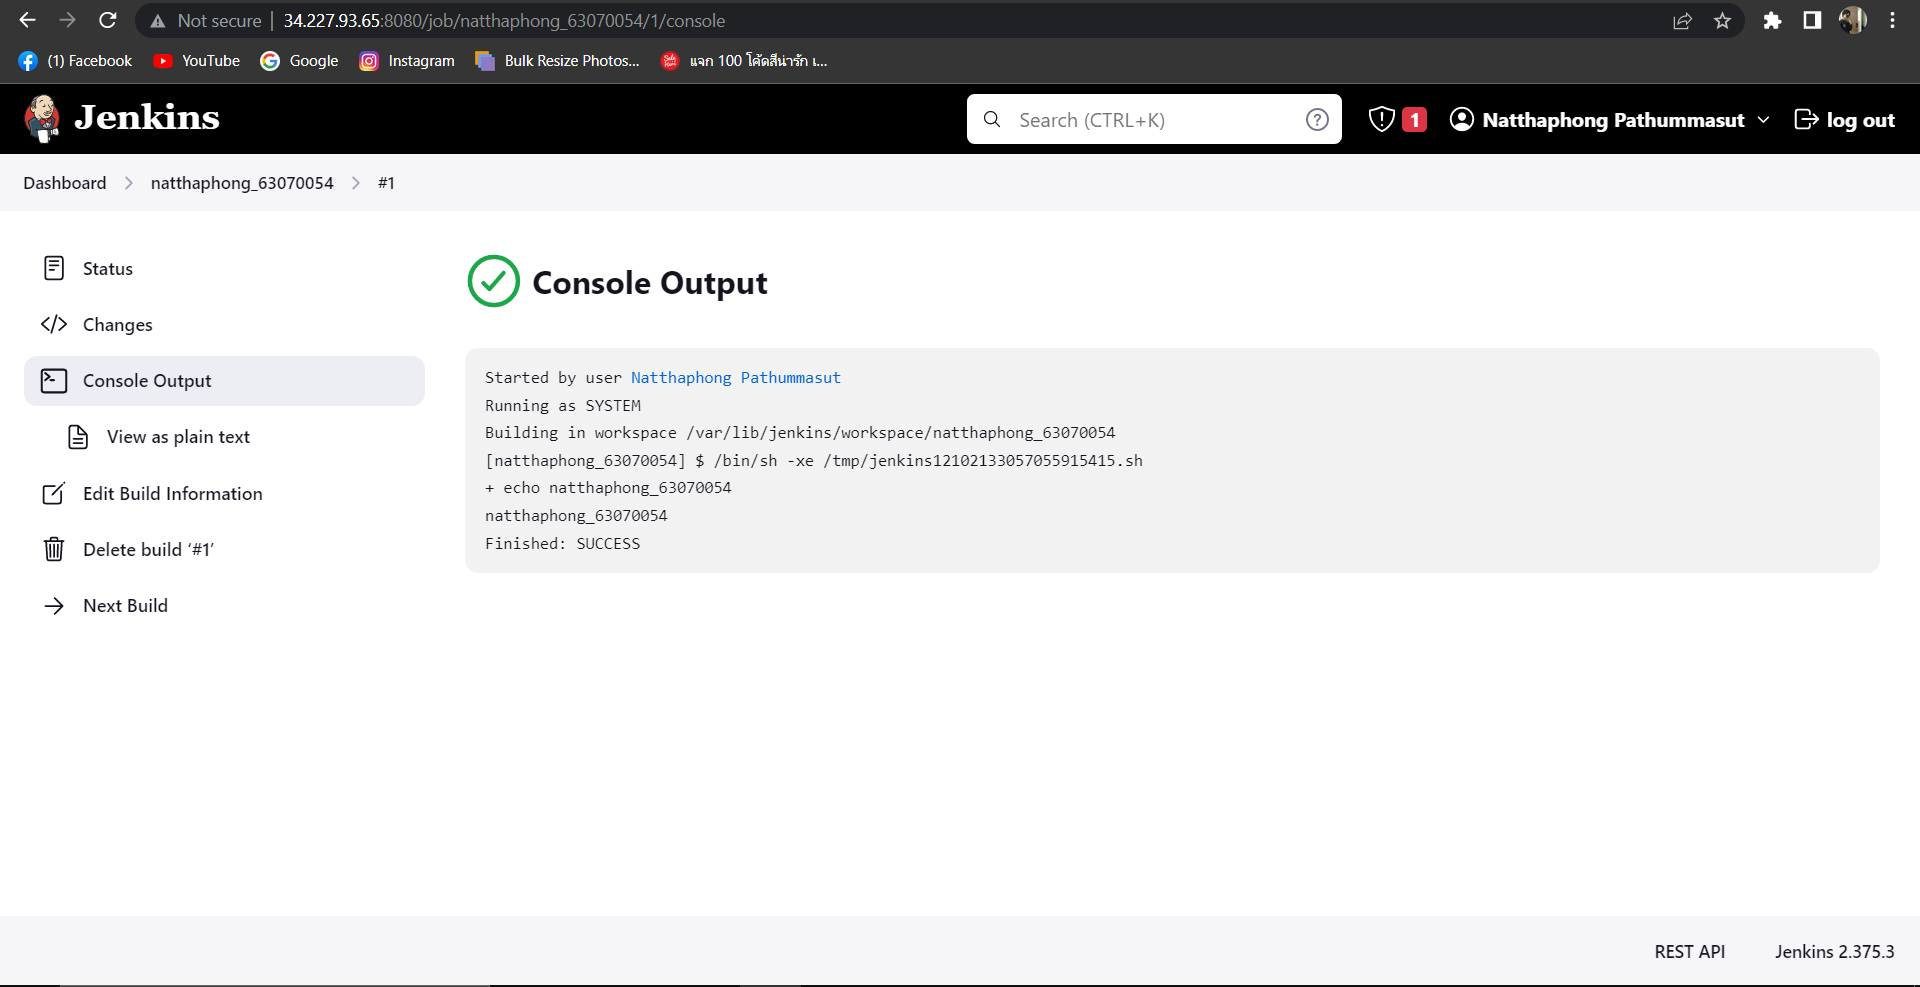 Not secure | 34.227.93.65:8080/job/natthaphong_63070054/1/console
(1) Facebook YouTube Google Instagram Bulk Resize Photos... แจก 100 โค้ดสีน่ารัก เ...
Jenkins Search (CTRL+K) ? 1 Natthaphong Pathummasut log out
Dashboard natthaphong_63070054 #1
Status
Changes
Console Output
View as plain text
Edit Build Information
Delete build ‘#1’
Next Build
Console Output
Started by user Natthaphong Pathummasut
Running as SYSTEM
Building in workspace /var/lib/jenkins/workspace/natthaphong_63070054
[natthaphong_63070054] $ /bin/sh -xe /tmp/jenkins12102133057055915415.sh
+ echo natthaphong_63070054
natthaphong_63070054
Finished: SUCCESS
REST API Jenkins 2.375.3